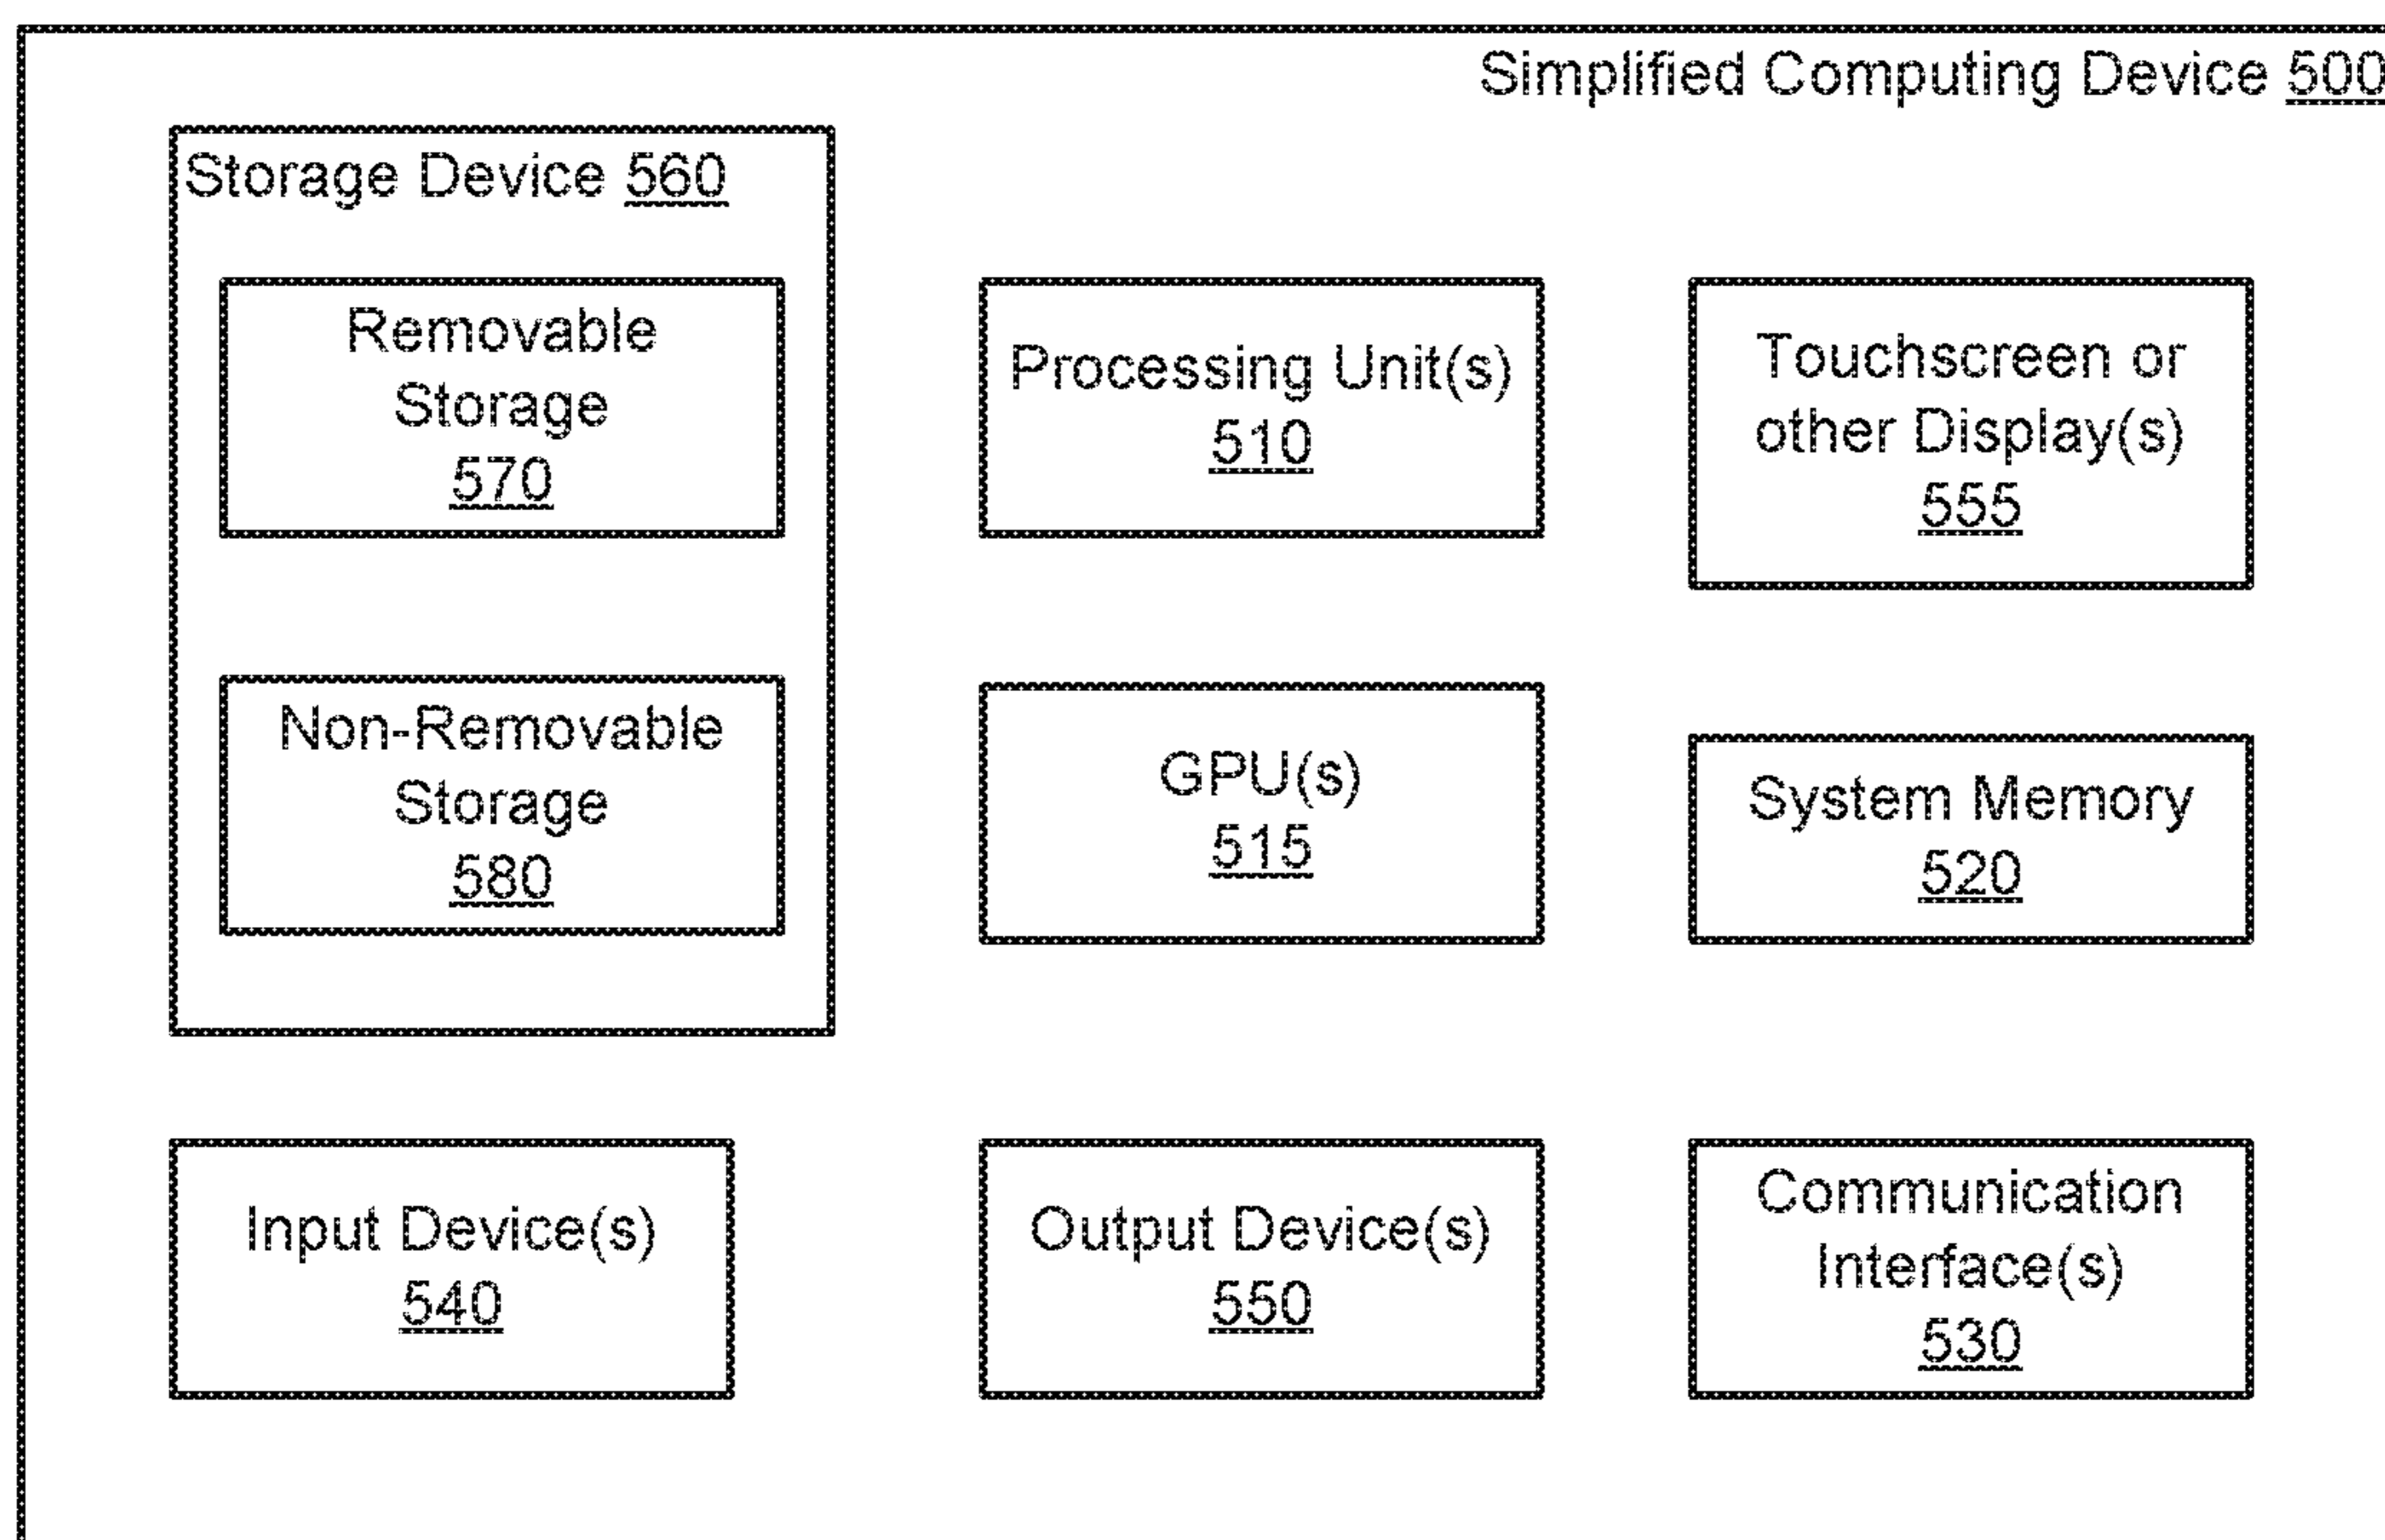 Simplified Computing Device 500
Storage Device 560
Removable
Storage
570
Processing Unit(s)
510
Touchscreen or
other Display(s)
555
Non-Removable
Storage
580
GPU(s)
515
System Memory
520
Input Device(s)
540
Output Device(s)
550
Communication
Interface(s)
530